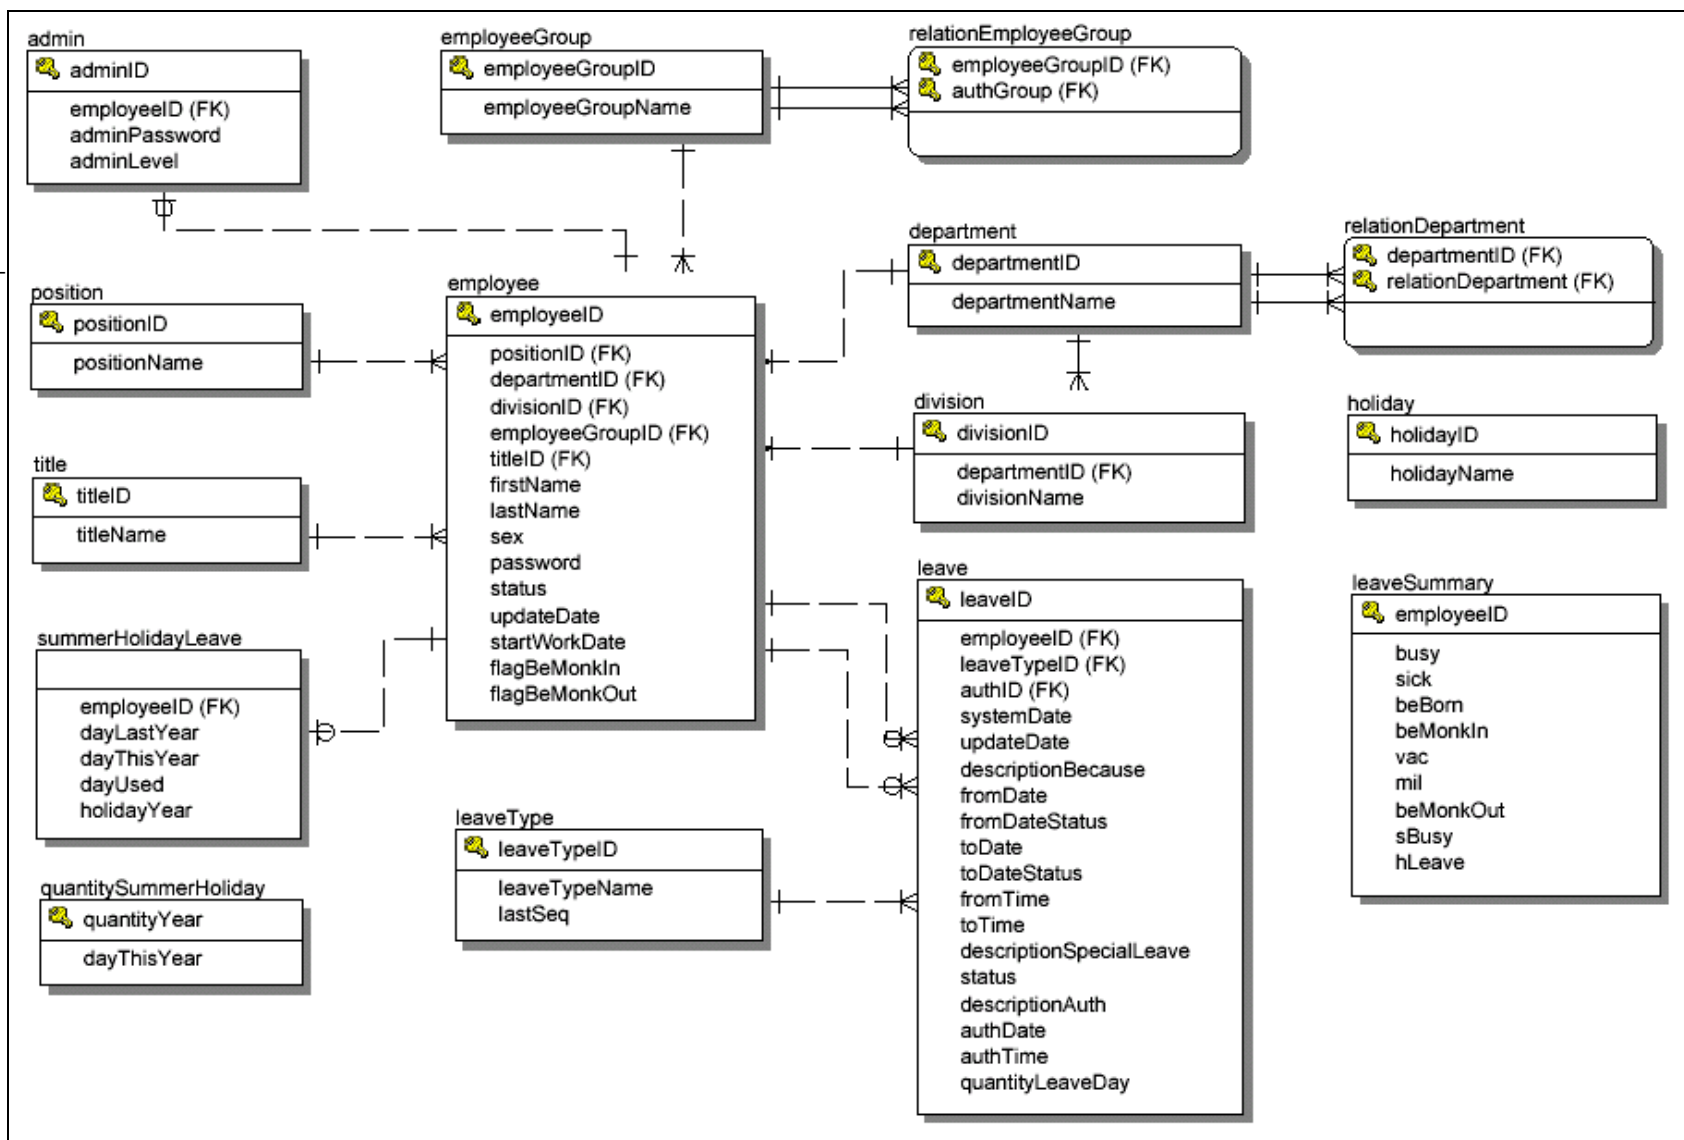 admin
adminID
employeeID (FK)
adminPassword
adminLevel
employeeGroup
employeeGroupID
employeeGroupName
relationEmployeeGroup
employeeGroupID (FK)
authGroup (FK)
position
positionID
positionName
employee
employeeID
positionID (FK)
departmentID (FK)
divisionID (FK)
employeeGroupID (FK)
titleID (FK)
firstName
lastName
sex
password
status
updateDate
startWorkDate
flagBeMonkIn
flagBeMonkOut
department
departmentID
departmentName
relationDepartment
departmentID (FK)
relationDepartment (FK)
title
titleID
titleName
division
divisionID
departmentID (FK)
divisionName
holiday
holidayID
holidayName
summerHolidayLeave
employeeID (FK)
dayLastYear
dayThisYear
dayUsed
holidayYear
leave
leaveID
employeeID (FK)
leaveTypeID (FK)
authID (FK)
systemDate
updateDate
descriptionBecause
fromDate
fromDateStatus
toDate
toDateStatus
fromTime
toTime
descriptionSpecialLeave
status
descriptionAuth
authDate
authTime
quantityLeaveDay
leaveSummary
employeeID
busy
sick
beBorn
beMonkIn
vac
mil
beMonkOut
sBusy
hLeave
leaveType
leaveTypeID
leaveTypeName
lastSeq
quantitySummerHoliday
quantityYear
dayThisYear